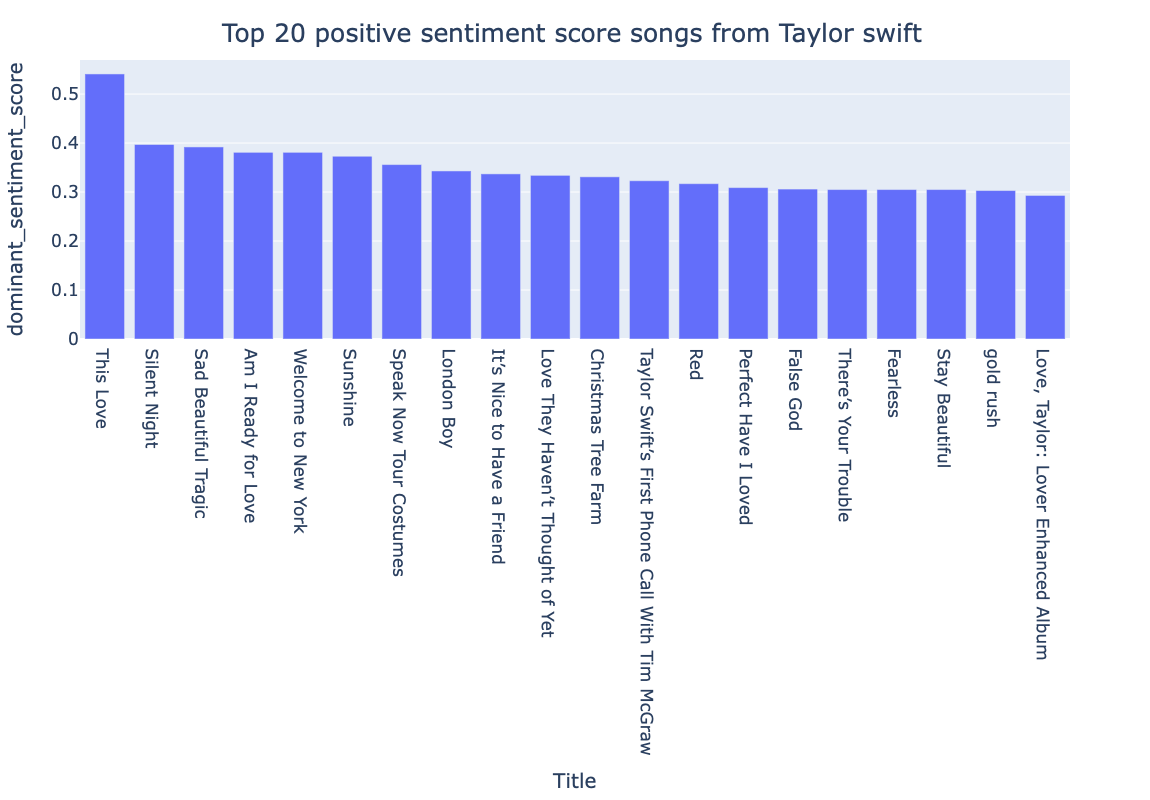 Top 20 positive sentiment score songs from Taylor swift
dominant_sentiment_score
0.5
0.4
0.3
0.2
0.1
0
This Love
Silent Night
Sad Beautiful Tragic
Am I Ready for Love
Welcome to New York
Sunshine
Speak Now Tour Costumes
London Boy
It’s Nice to Have a Friend
Love They Haven’t Thought of Yet
Christmas Tree Farm
Taylor Swift’s First Phone Call With Tim McGraw
Red
Perfect Have I Loved
False God
There’s Your Trouble
Fearless
Stay Beautiful
gold rush
Love, Taylor: Lover Enhanced Album
Title